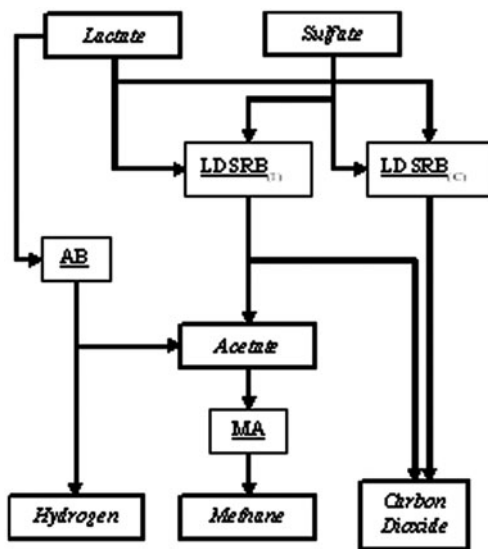 Lactate
Sulfate
LDSRB(I)
LDSRB(C)
AB
Acetate
MA
Hydrogen
Methane
Carbon
Dioxide